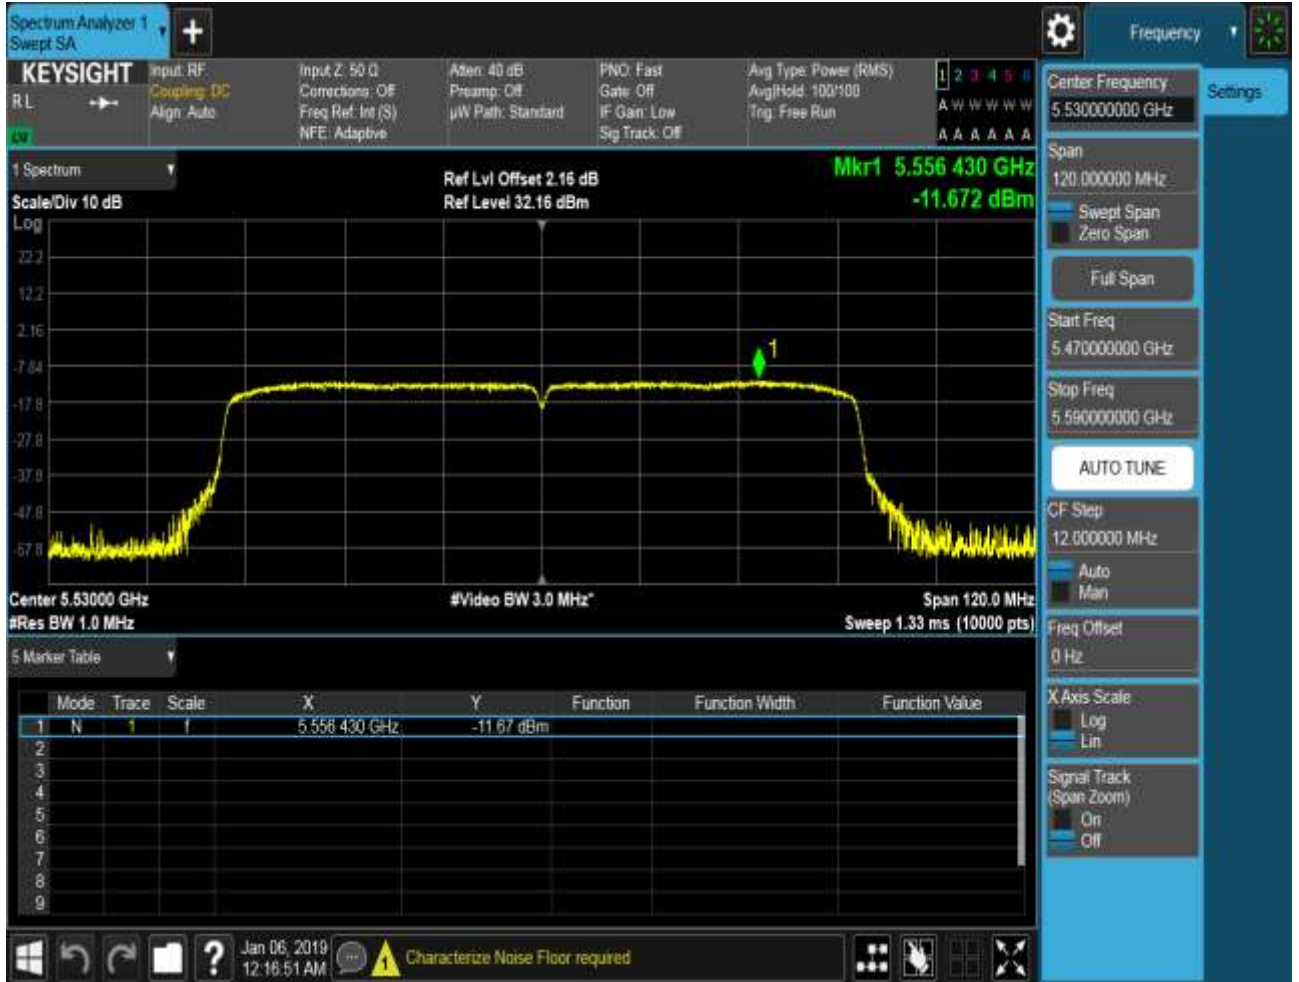 Spectrum Analyzer 1
Swept SA
+
Frequency
KEYSIGHT
R L
LXI
Input: RF
Coupling: DC
Align: Auto
Input Z: 50 Ω
Corrections: Off
Freq Ref: Int (S)
NFE: Adaptive
Atten: 40 dB
Preamp: Off
µW Path: Standard
PNO: Fast
Gate: Off
IF Gain: Low
Sig Track: Off
Avg Type: Power (RMS)
Avg|Hold: 100/100
Trig: Free Run
1 2 3 4 5 6
A W W W W W
A A A A A A
1 Spectrum
Scale/Div 10 dB
Ref Lvl Offset 2.16 dB
Ref Level 32.16 dBm
Mkr1 5.556 430 GHz
-11.672 dBm
Log
22.2
12.2
2.16
-7.84
-17.8
-27.8
-37.8
-47.8
-57.8
1
Center 5.53000 GHz
#Res BW 1.0 MHz
#Video BW 3.0 MHz*
Span 120.0 MHz
Sweep 1.33 ms (10000 pts)
5 Marker Table
Mode Trace Scale X Y Function Function Width Function Value
1 N 1 f 5.556 430 GHz -11.67 dBm
2
3
4
5
6
7
8
9
?
Jan 06, 2019
12:16:51 AM
1
Characterize Noise Floor required
Center Frequency
5.530000000 GHz
Settings
Span
120.000000 MHz
Swept Span
Zero Span
Full Span
Start Freq
5.470000000 GHz
Stop Freq
5.590000000 GHz
AUTO TUNE
CF Step
12.000000 MHz
Auto
Man
Freq Offset
0 Hz
X Axis Scale
Log
Lin
Signal Track
(Span Zoom)
On
Off